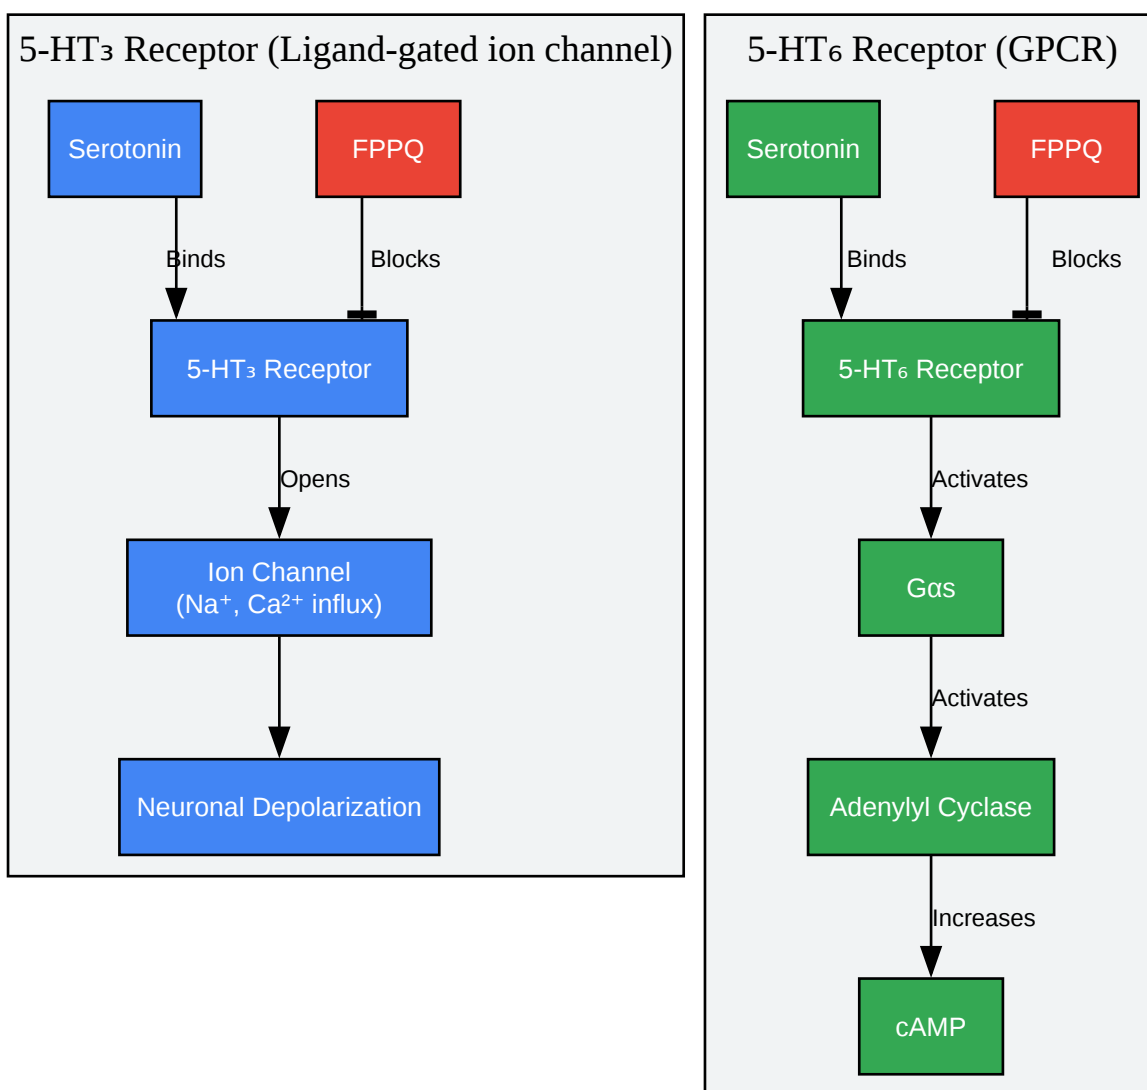 5-HT₃ Receptor (Ligand-gated ion channel)
Serotonin
FPPQ
Binds
Blocks
5-HT₃ Receptor
Opens
Ion Channel
(Na⁺, Ca²⁺ influx)
Neuronal Depolarization
5-HT₆ Receptor (GPCR)
Serotonin
FPPQ
Binds
Blocks
5-HT₆ Receptor
Activates
Gαs
Activates
Adenylyl Cyclase
Increases
cAMP